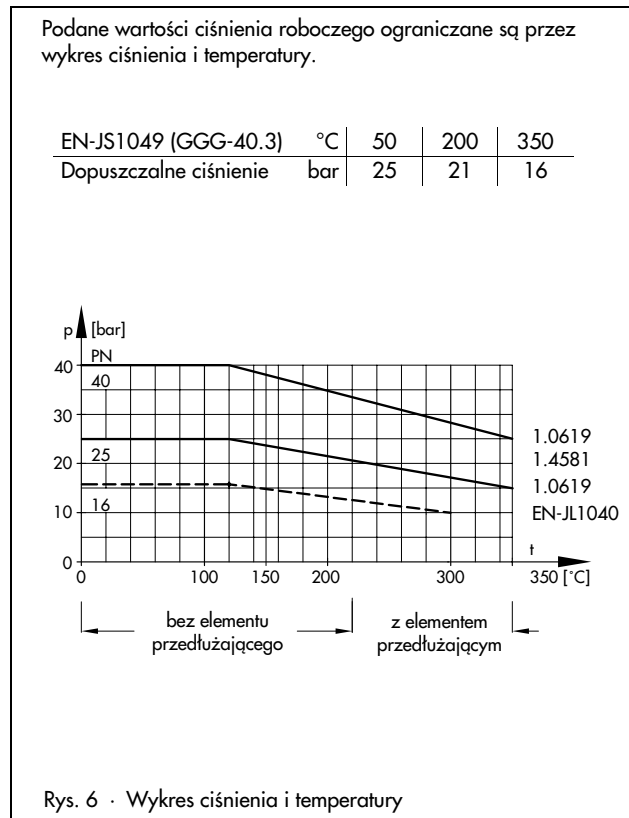 Podane wartości ciśnienia roboczego ograniczane są przez
wykres ciśnienia i temperatury.
EN-JS1049 (GGG-40.3) °C 50 200 350
Dopuszczalne ciśnienie bar 25 21 16
p [bar]
PN
40
40
30
25
20
16
10
0
1.0619
1.4581
1.0619
EN-JL1040
t
0 100 150 200 300 350 [°C]
bez elementu
przedłużającego
z elementem
przedłużającym
Rys. 6 · Wykres ciśnienia i temperatury